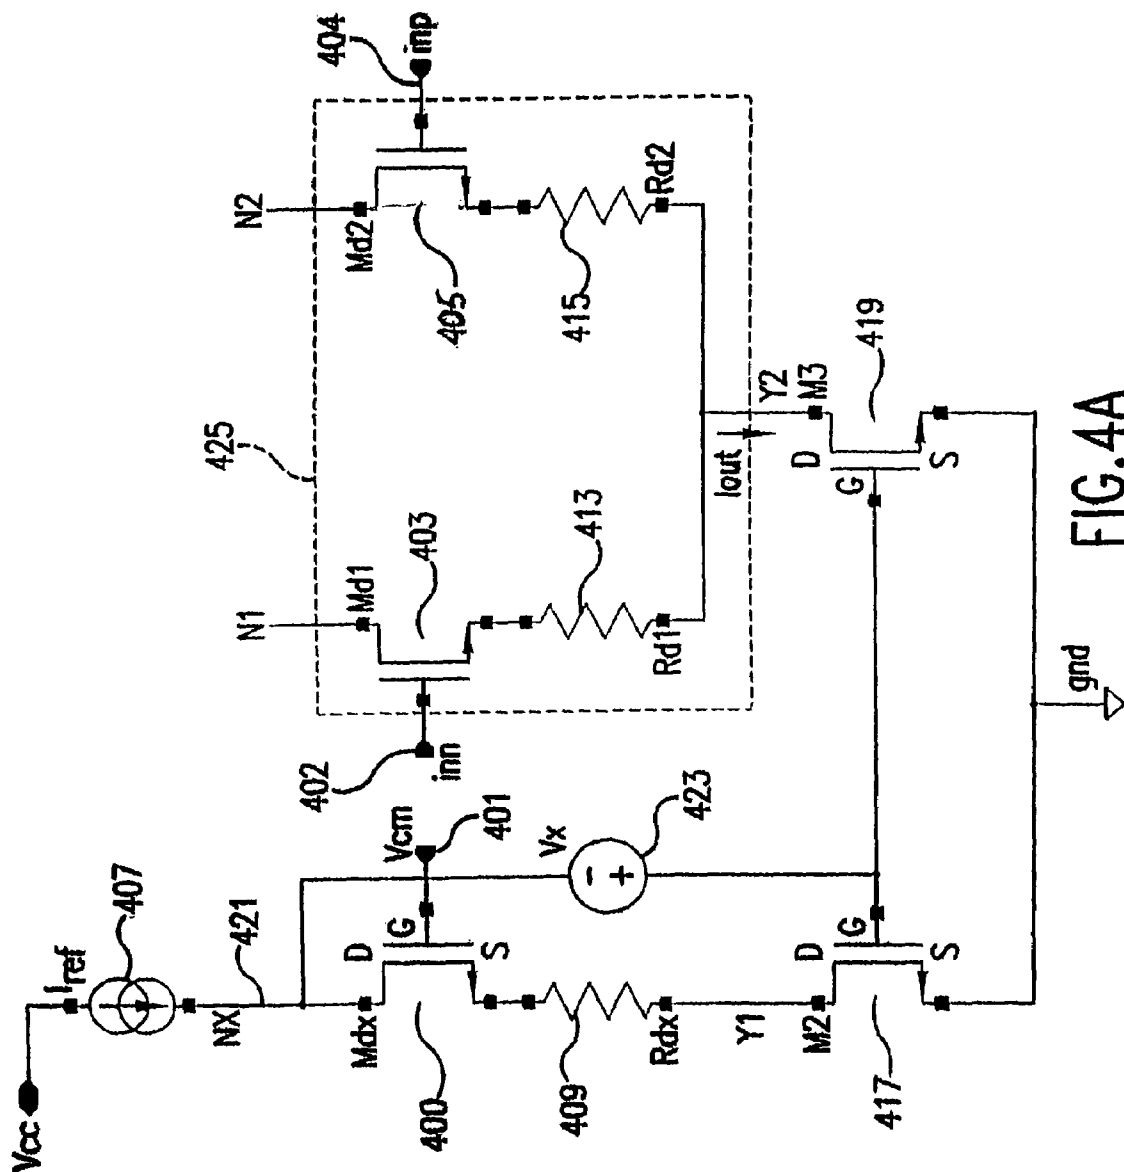 Vcc
Iref
407
NX
421
Mdx
D
G
S
400
Vcm
401
Vx
-
+
423
409
Rdx
Y1
M2
D
G
S
417
402
inn
N1
Md1
403
413
Rd1
425
N2
Md2
405
404
inp
415
Rd2
Iout
Y2
M3
D
G
S
419
gnd
FIG.4A